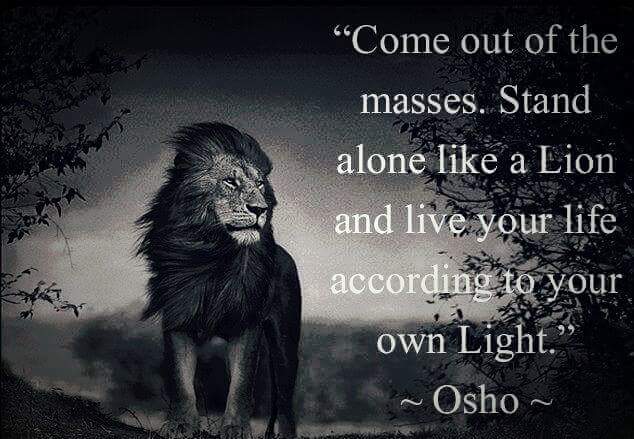 “Come out of the
masses. Stand
alone like a Lion
and live your life
according to your
own Light.”
~ Osho ~